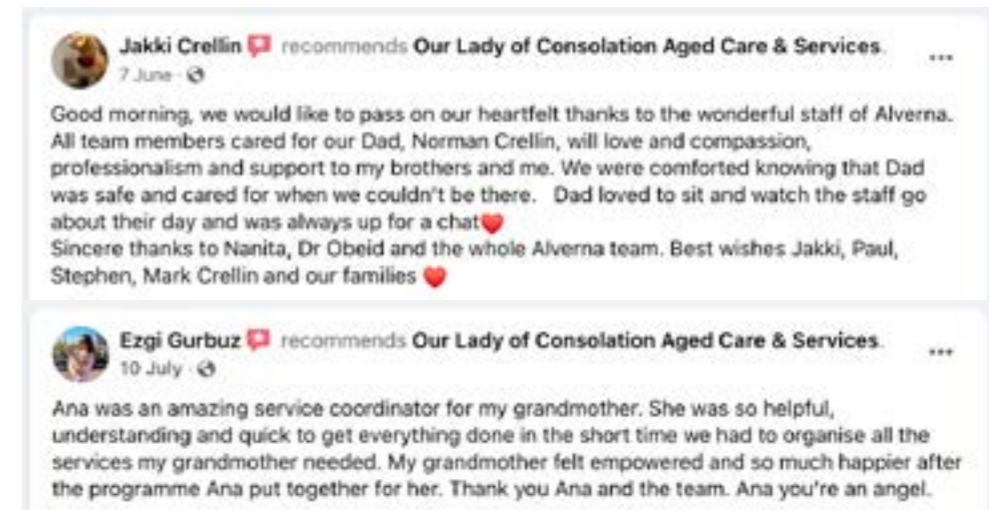 Jakki Crellin recommends Our Lady of Consolation Aged Care & Services.
7 June ·
Good morning, we would like to pass on our heartfelt thanks to the wonderful staff of Alverna.
All team members cared for our Dad, Norman Crellin, will love and compassion,
professionalism and support to my brothers and me. We were comforted knowing that Dad
was safe and cared for when we couldn't be there.   Dad loved to sit and watch the staff go
about their day and was always up for a chat❤️
Sincere thanks to Nanita, Dr Obeid and the whole Alverna team. Best wishes Jakki, Paul,
Stephen, Mark Crellin and our families ❤️
Ezgi Gurbuz recommends Our Lady of Consolation Aged Care & Services.
10 July ·
Ana was an amazing service coordinator for my grandmother. She was so helpful,
understanding and quick to get everything done in the short time we had to organise all the
services my grandmother needed. My grandmother felt empowered and so much happier after
the programme Ana put together for her. Thank you Ana and the team. Ana you're an angel.